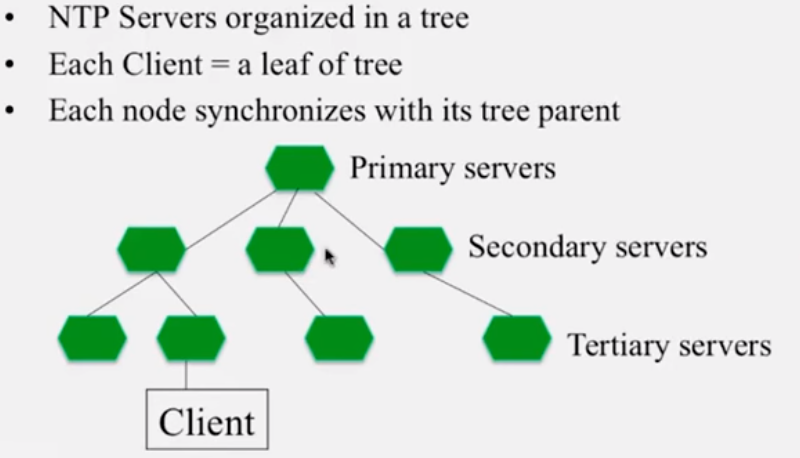 • NTP Servers organized in a tree
• Each Client = a leaf of tree
• Each node synchronizes with its tree parent
Primary servers
Secondary servers
Tertiary servers
Client